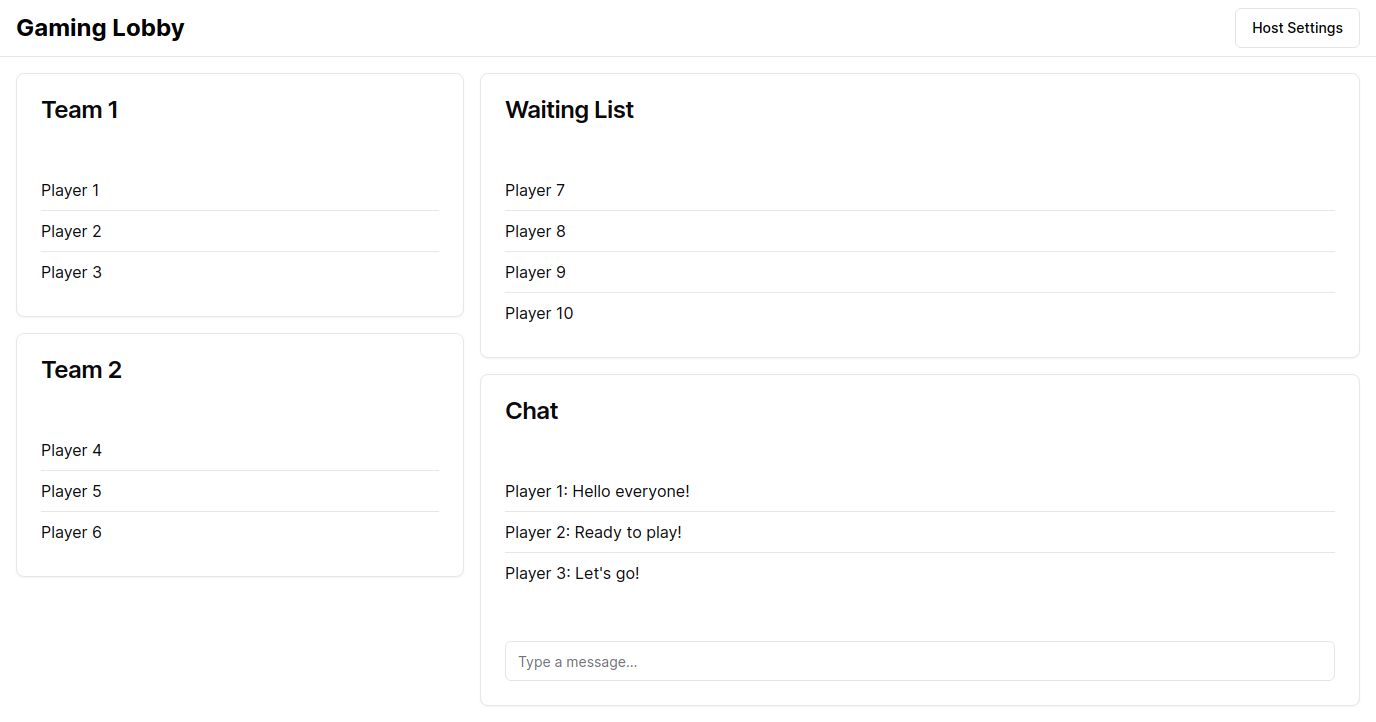 Gaming Lobby
Host Settings
Team 1
Player 1
Player 2
Player 3
Team 2
Player 4
Player 5
Player 6
Waiting List
Player 7
Player 8
Player 9
Player 10
Chat
Player 1: Hello everyone!
Player 2: Ready to play!
Player 3: Let's go!
Type a message...